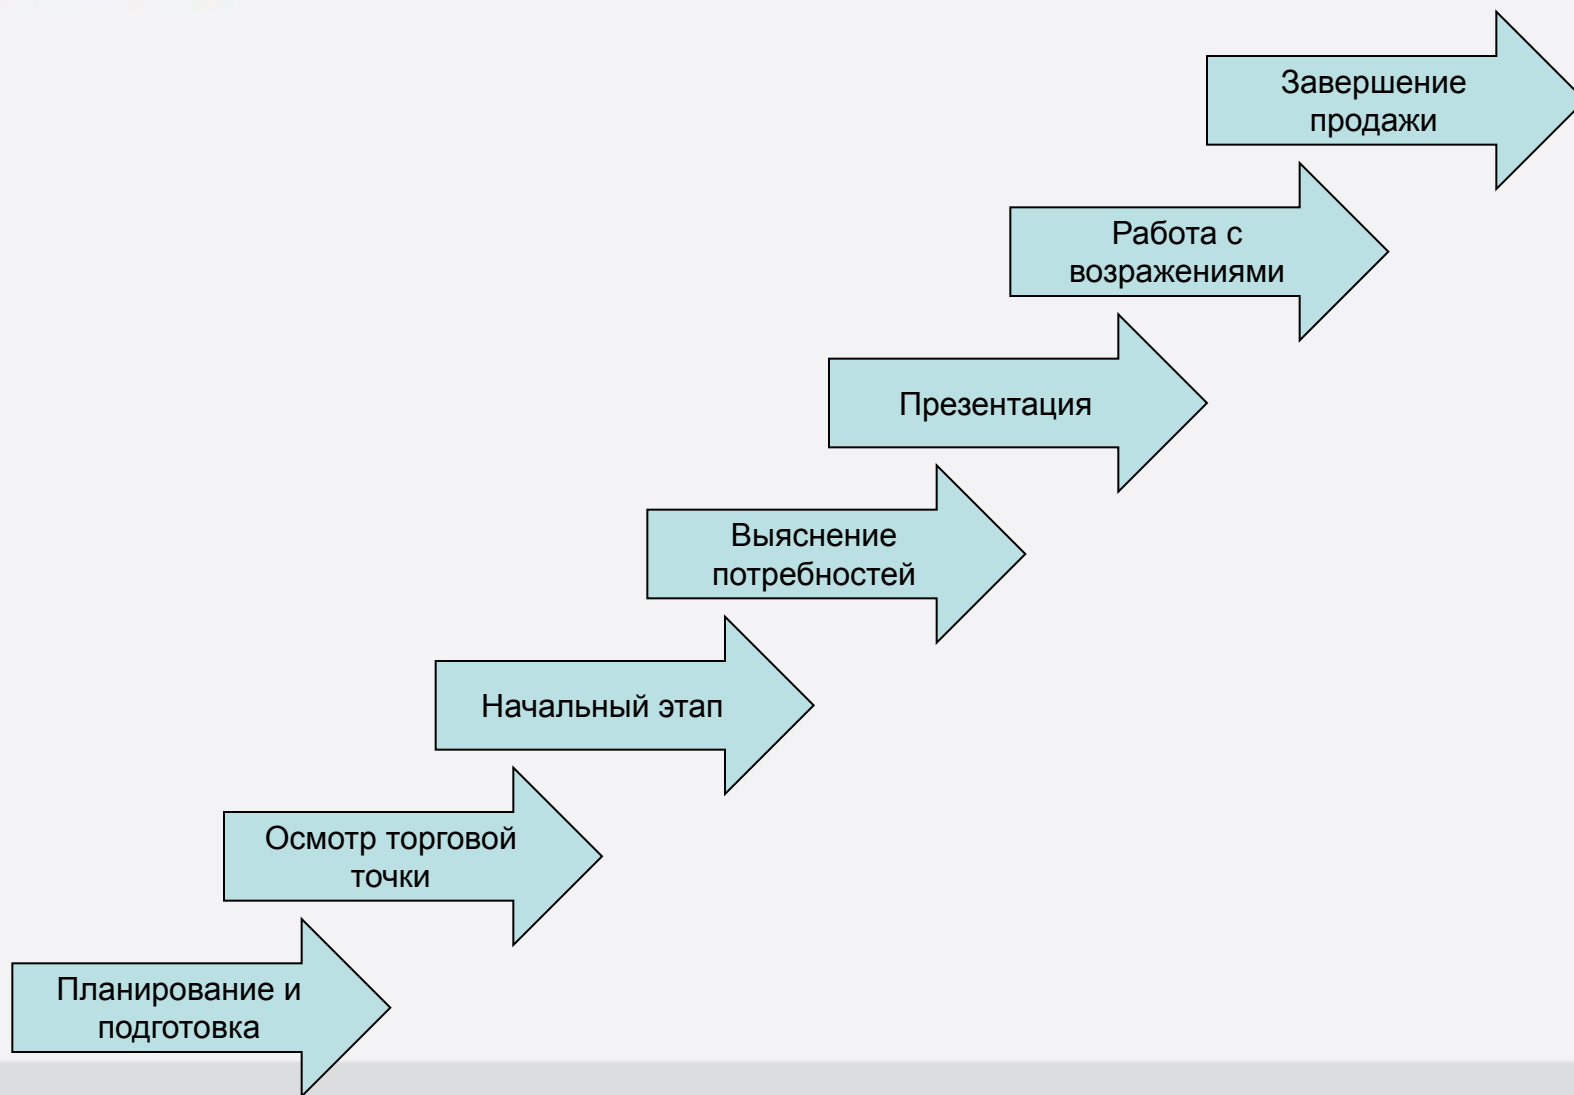 Завершение
продажи
Работа с
возражениями
Презентация
Выяснение
потребностей
Начальный этап
Осмотр торговой
точки
Планирование и
подготовка